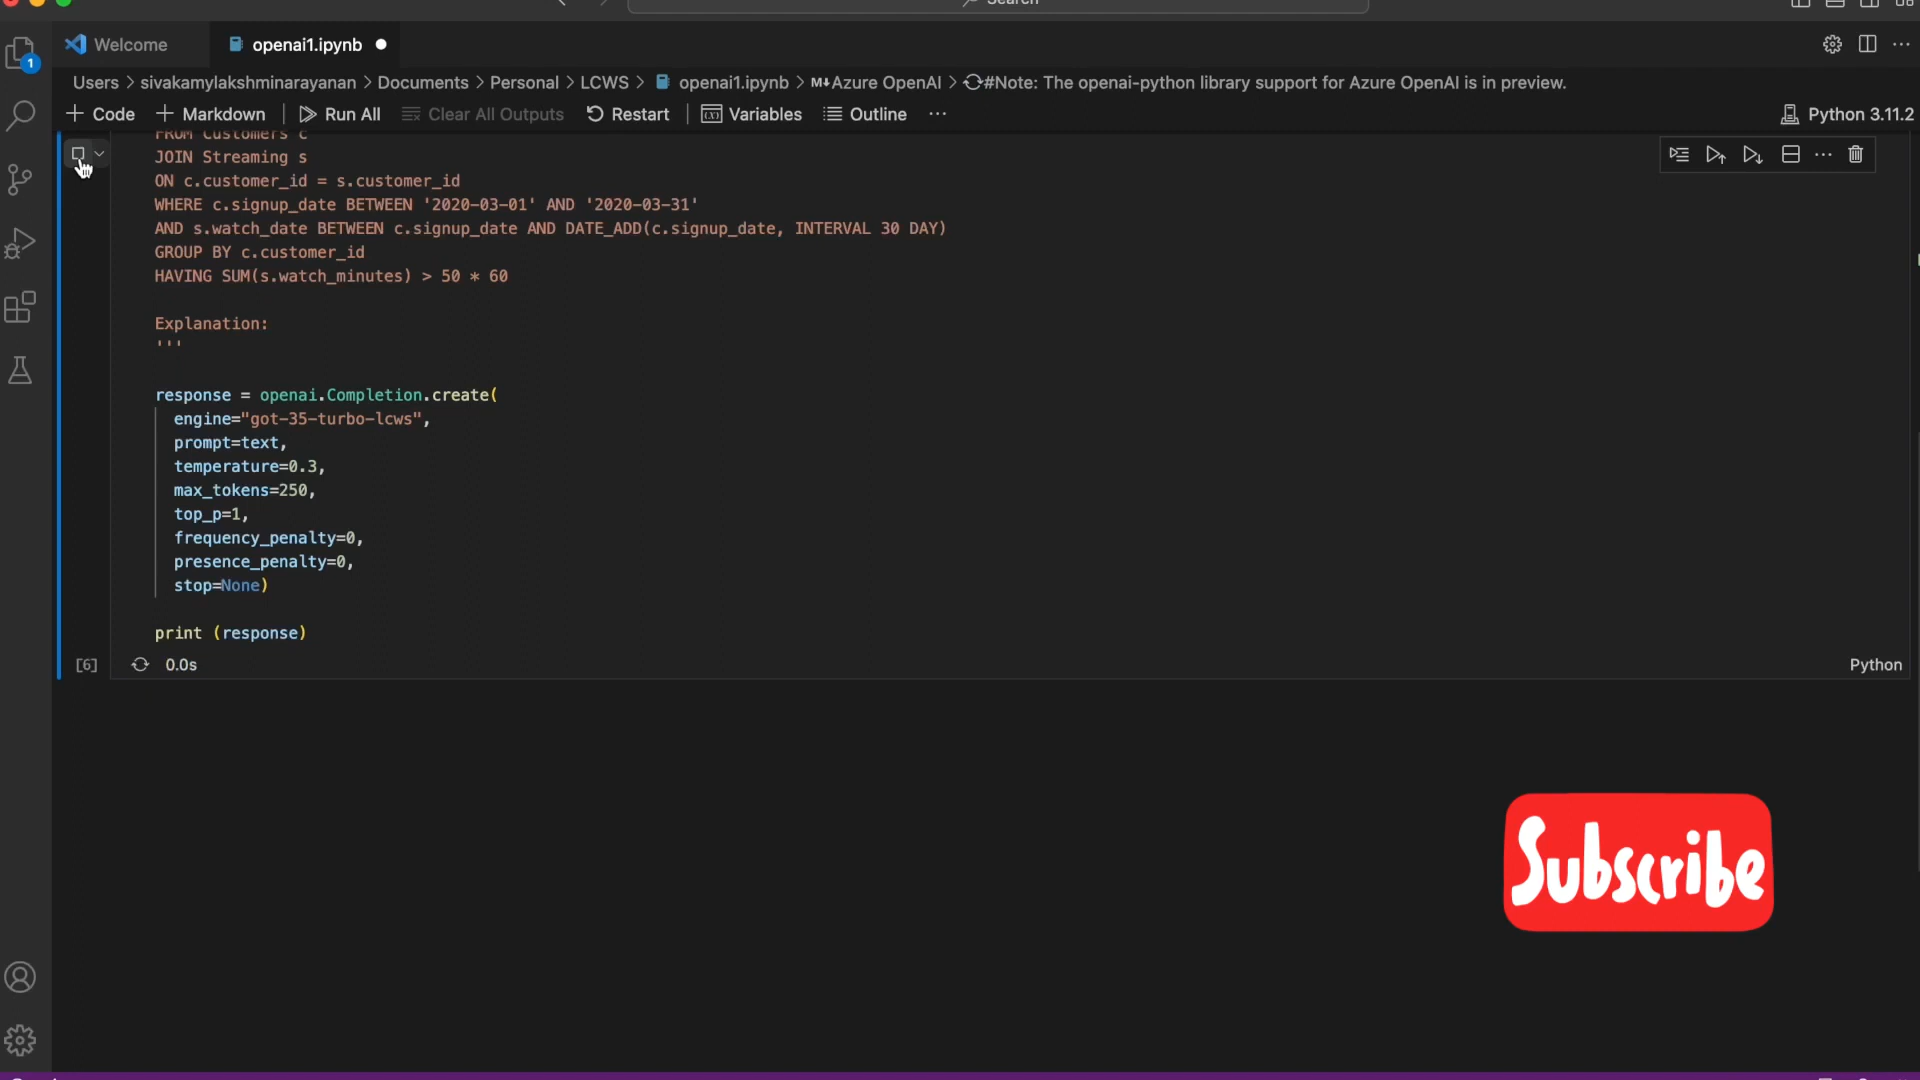 Search
1
Welcome
openai1.ipynb
Users > sivakamylakshminarayanan > Documents > Personal > LCWS > openai1.ipynb > M↓Azure OpenAI > #Note: The openai-python library support for Azure OpenAI is in preview.
+ Code + Markdown | Run All Clear All Outputs Restart | Variables Outline ... Python 3.11.2
FROM Customers c
JOIN Streaming s
ON c.customer_id = s.customer_id
WHERE c.signup_date BETWEEN '2020-03-01' AND '2020-03-31'
AND s.watch_date BETWEEN c.signup_date AND DATE_ADD(c.signup_date, INTERVAL 30 DAY)
GROUP BY c.customer_id
HAVING SUM(s.watch_minutes) > 50 * 60
Explanation:
'''
response = openai.Completion.create(
engine="got-35-turbo-lcws",
prompt=text,
temperature=0.3,
max_tokens=250,
top_p=1,
frequency_penalty=0,
presence_penalty=0,
stop=None)
print (response)
[6] 0.0s Python
Subscribe